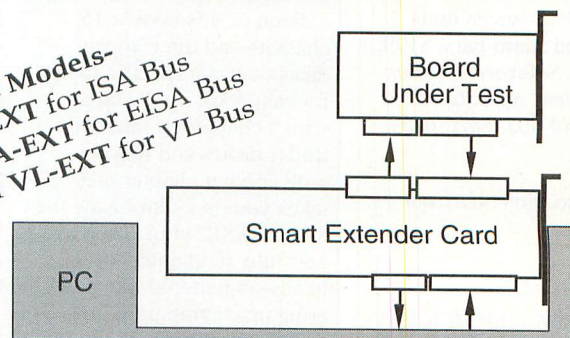 Models-
EXT for ISA Bus
A-EXT for EISA Bus
VL-EXT for VL Bus
Board
Under Test
Smart Extender Card
PC